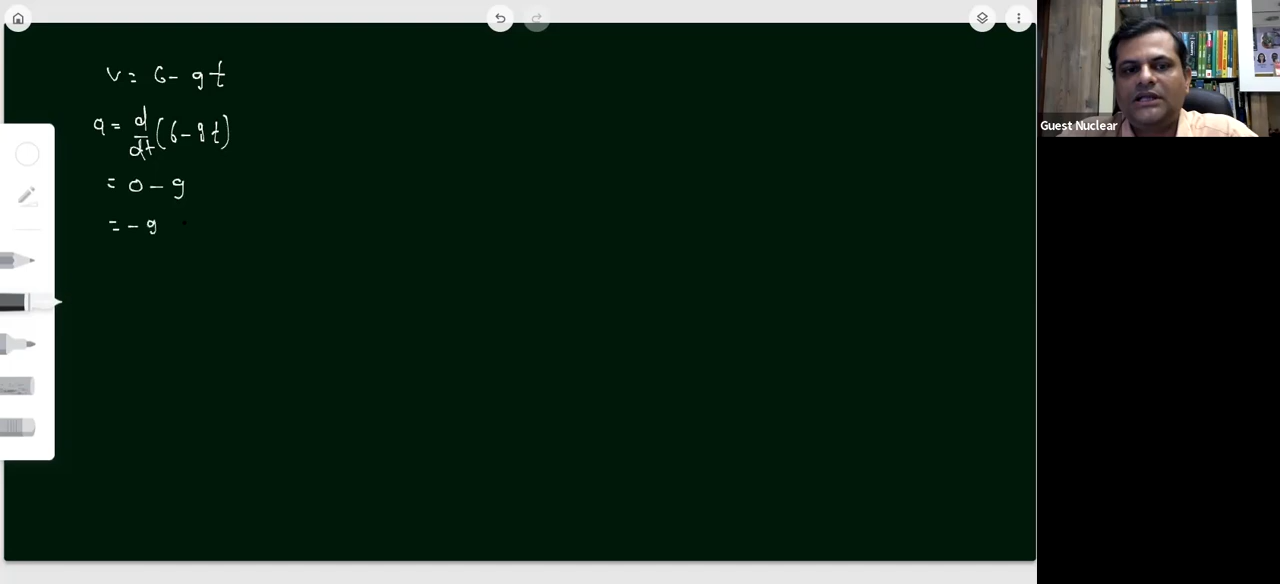 v = 6 - gt
a = d/dt (6 - gt)
= 0 - g
= - g
Guest Nuclear